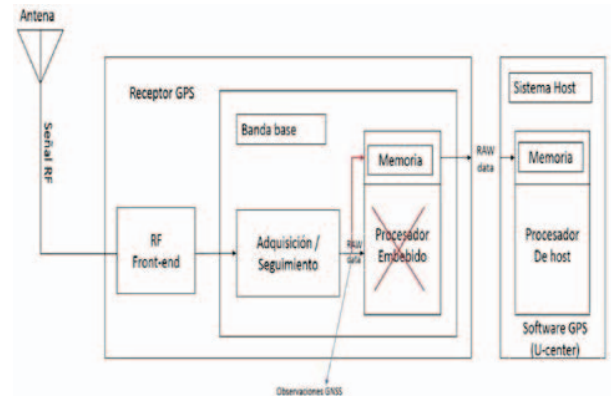 Antena
Señal RF
Receptor GPS
RF
Front-end
Banda base
Adquisición /
Seguimiento
RAW
data
Memoria
Procesador
Embebido
Observaciones GNSS
RAW
data
Sistema Host
Memoria
Procesador
De host
Software GPS
(U-center)